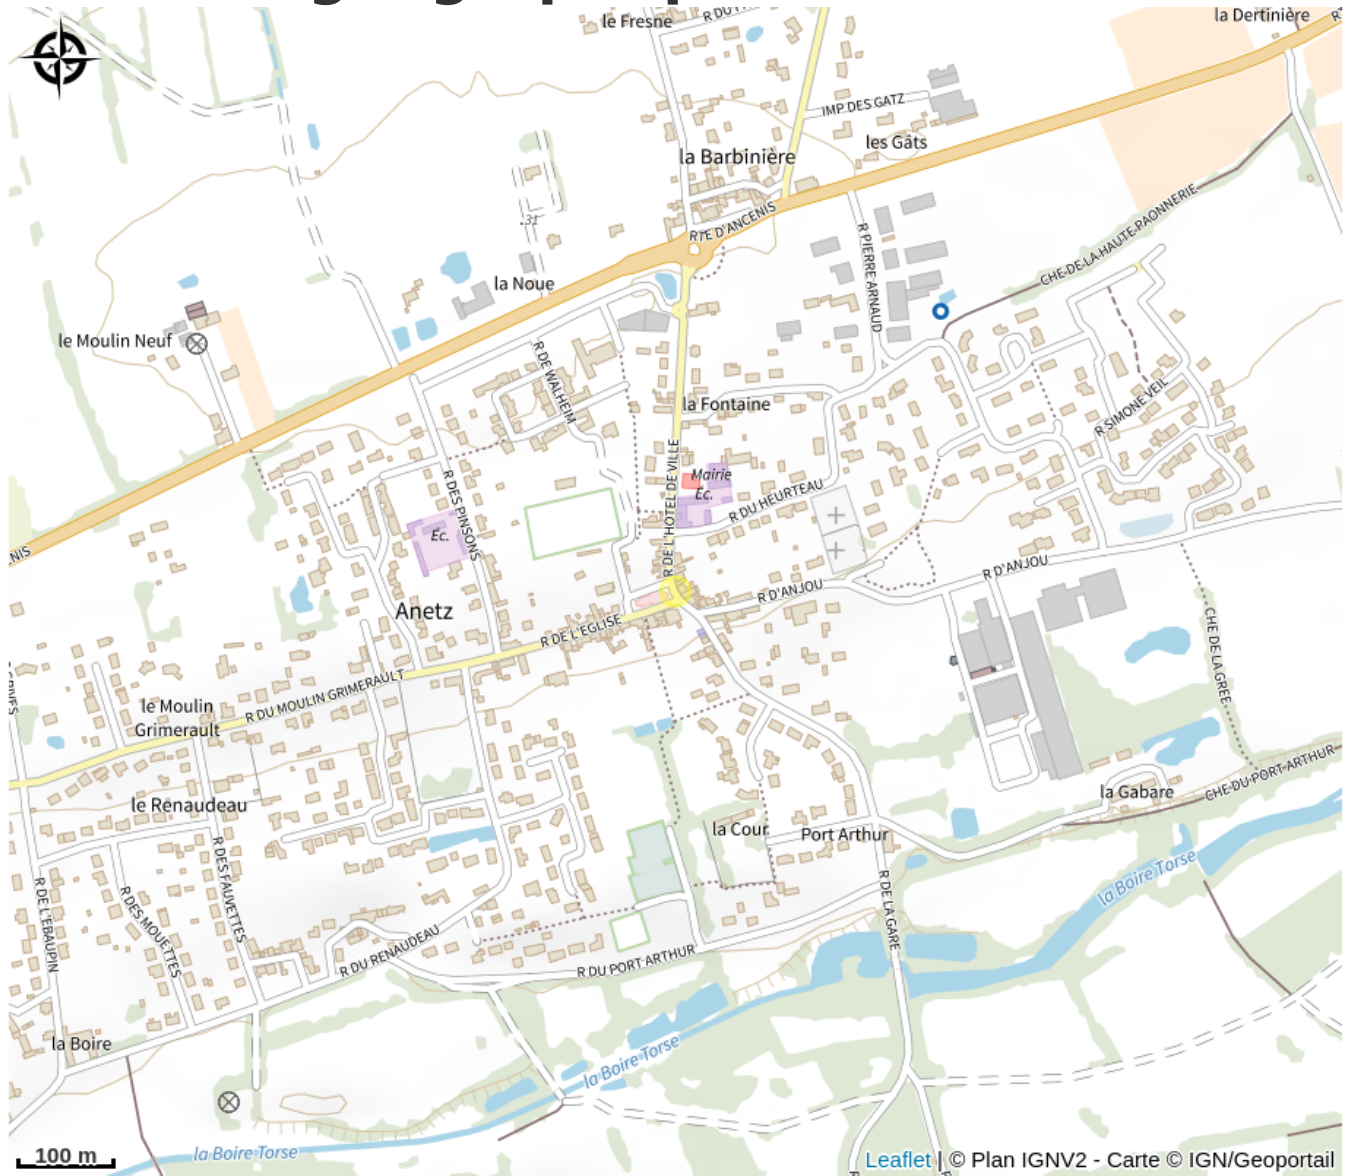 le Fresne
la Dertinière
IMP DES GATZ
les Gâts
la Barbinière
RTE D'ANCENIS
31
R PIERRE ARNAUD
CHE DE LA HAUTE PAONNERIE
la Noue
le Moulin Neuf
R DE WALHEIM
la Fontaine
R SIMONE VEIL
R DE L'HOTEL DE VILLE
Mairie
Éc.
R DU HEURTEAU
R DES PINSONS
Éc.
Anetz
R D'ANJOU
R D'ANJOU
R DE L'EGLISE
CHE DE LA GREE
R DU MOULIN GRIMERAULT
le Moulin
Grimerault
le Renaudeau
la Gabare
CHE DU PORT ARTHUR
la Cour
Port Arthur
R DES FAUVETTES
R DES MOUETTES
R DE L'EBAUPIN
R DE LA GARE
la Boire Torse
R DU RENAUDEAU
R DU PORT ARTHUR
la Boire
la Boire Torse
la Boire Torse
100 m
Leaflet | © Plan IGNV2 - Carte © IGN/Geoportail